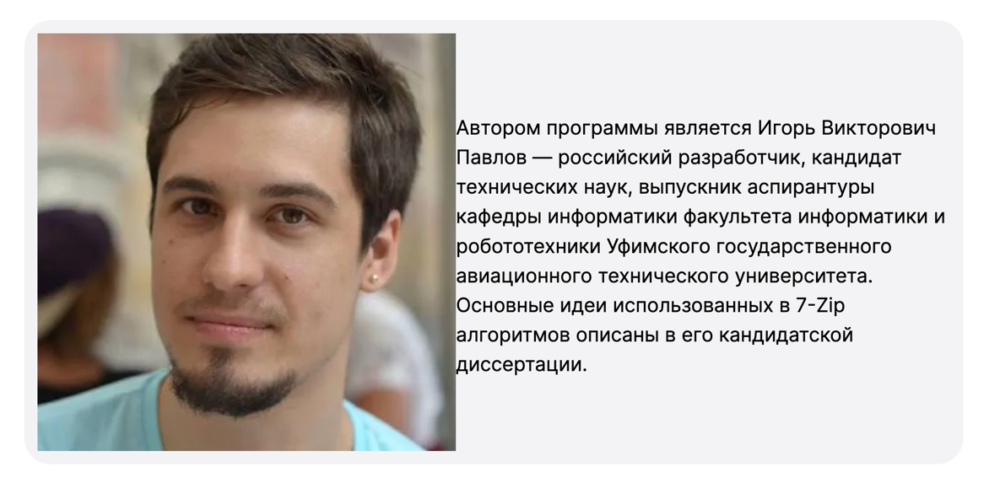 Автором программы является Игорь Викторович
Павлов — российский разработчик, кандидат
технических наук, выпускник аспирантуры
кафедры информатики факультета информатики и
робототехники Уфимского государственного
авиационного технического университета.
Основные идеи использованных в 7-Zip
алгоритмов описаны в его кандидатской
диссертации.